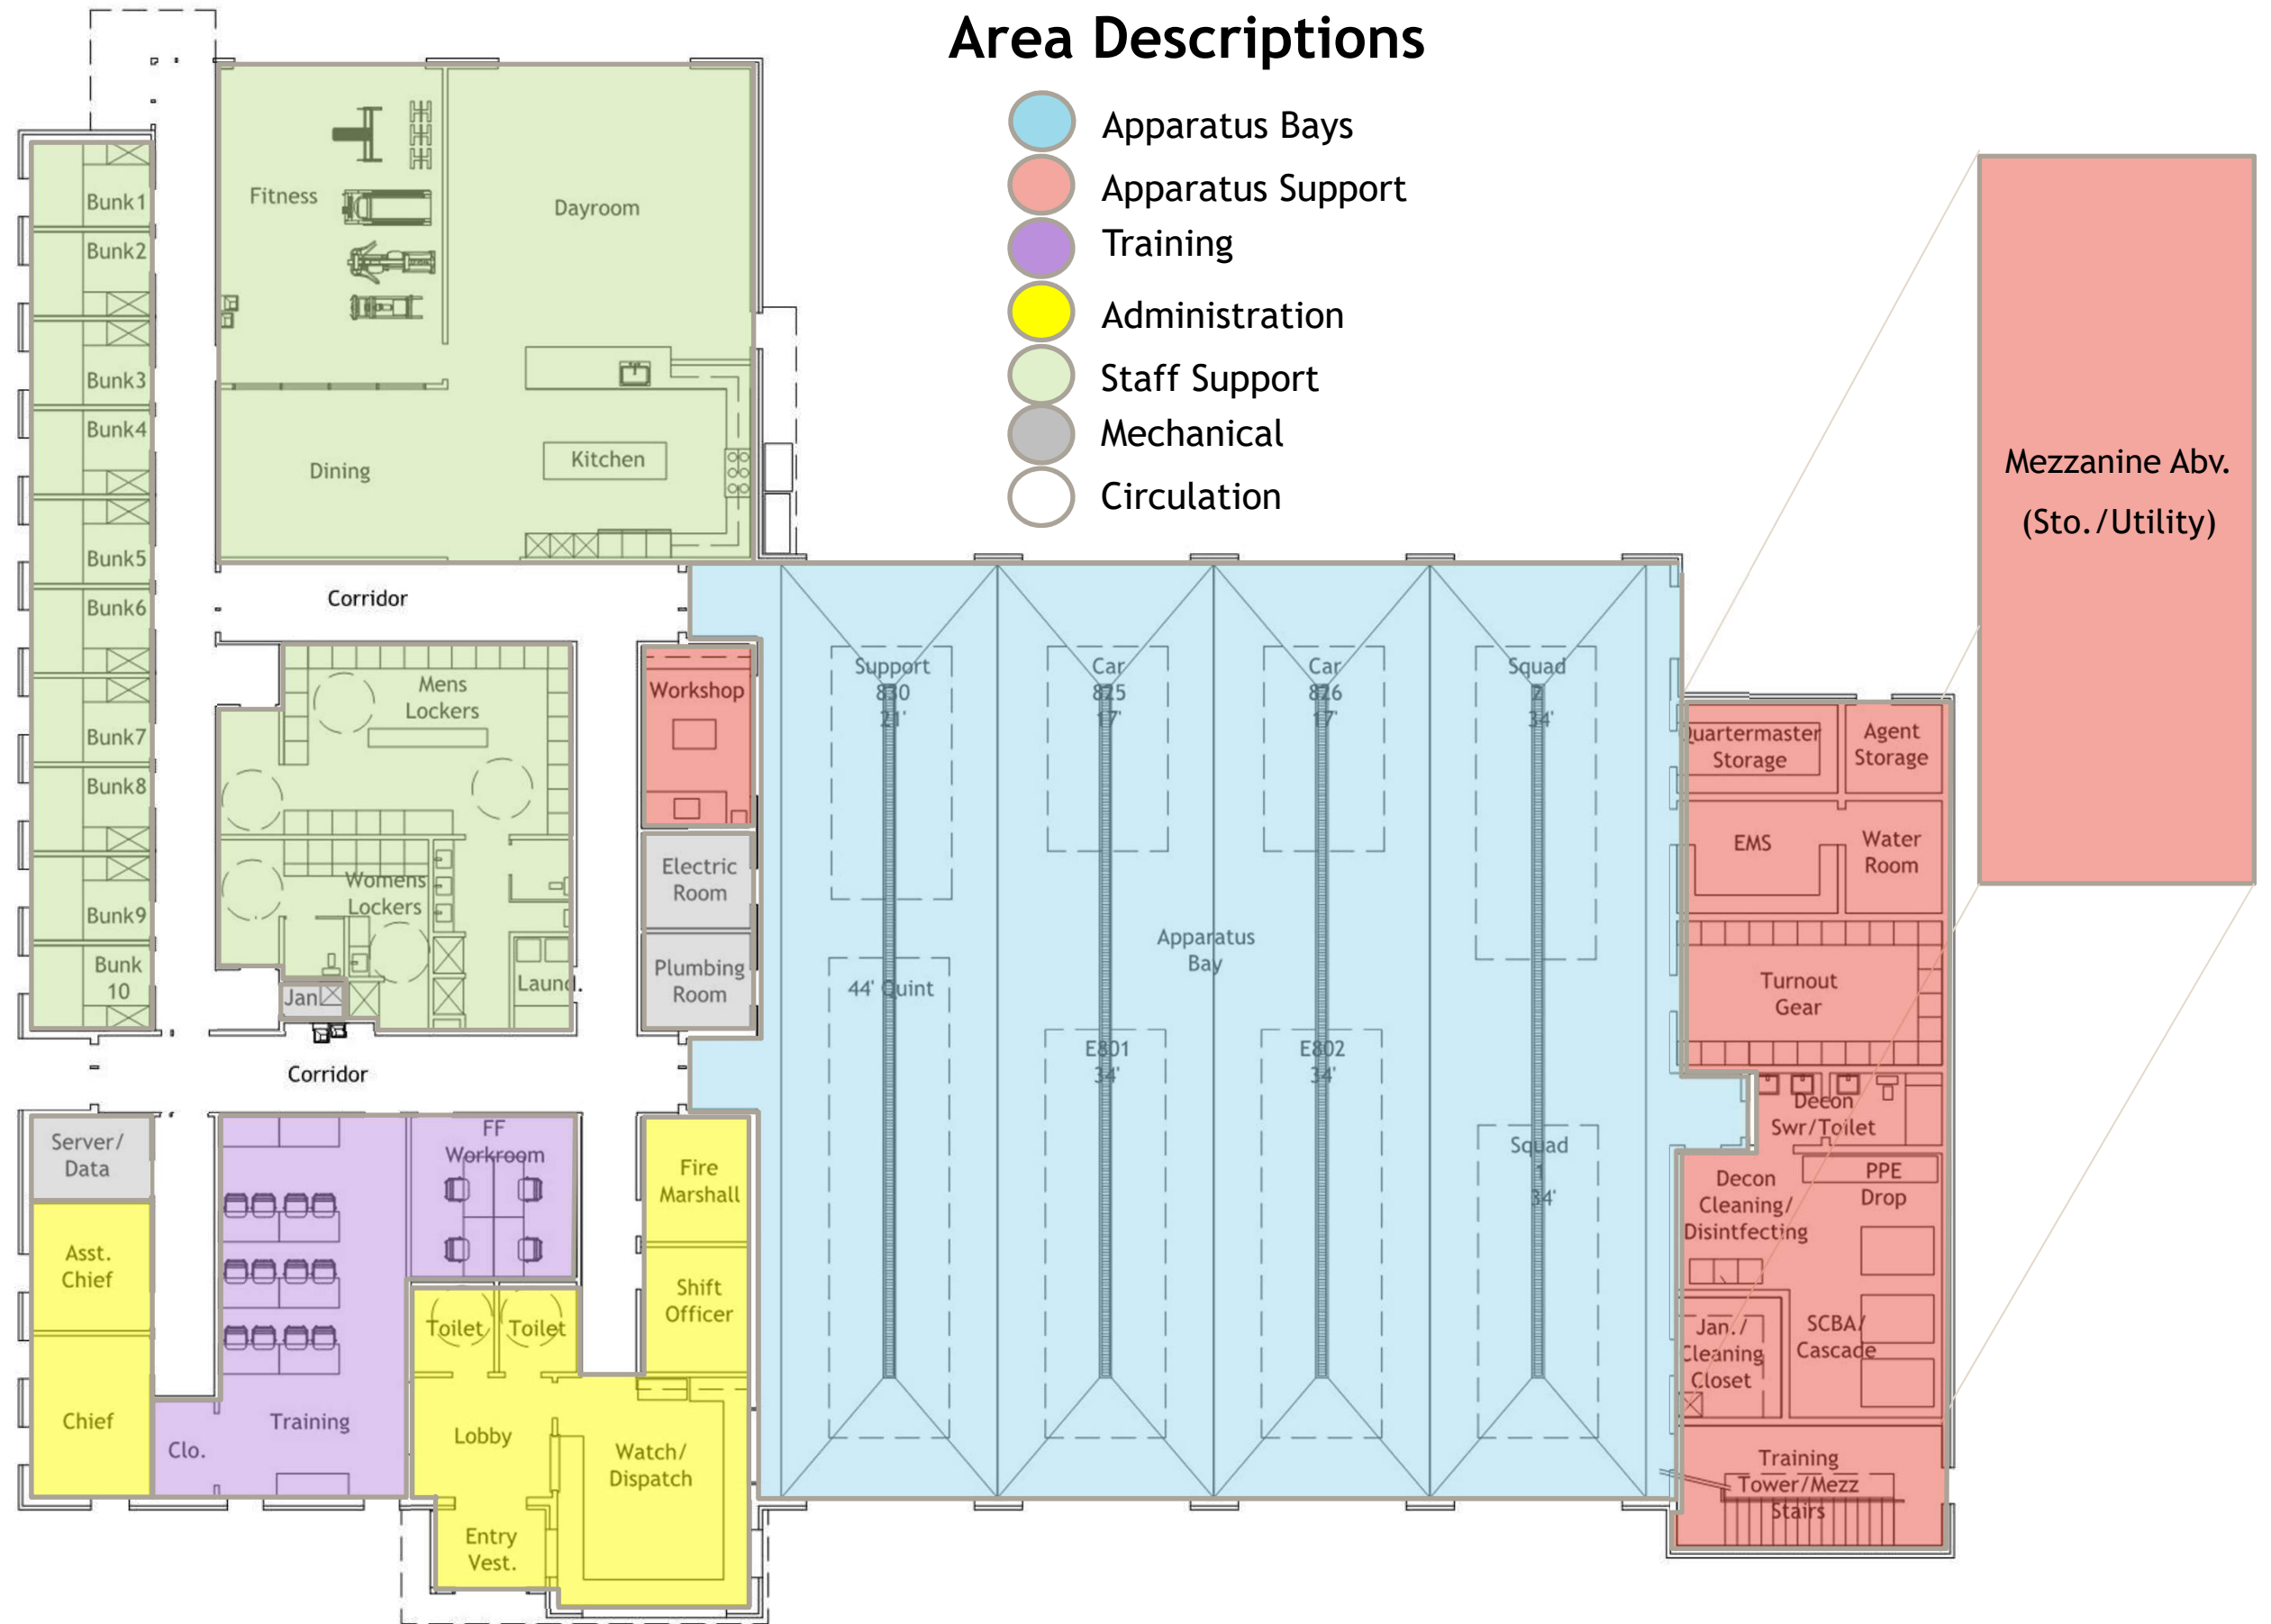 Area Descriptions
Apparatus Bays
Apparatus Support
Training
Administration
Staff Support
Mechanical
Circulation
Mezzanine Abv.
(Sto./Utility)
Bunk1
Bunk2
Bunk3
Bunk4
Bunk5
Bunk6
Bunk7
Bunk8
Bunk9
Bunk
10
Fitness
Dayroom
Dining
Kitchen
Corridor
Mens
Lockers
Womens
Lockers
Jan
Laund.
Workshop
Electric
Room
Plumbing
Room
Corridor
Server/
Data
Asst.
Chief
Chief
Clo.
Training
FF
Workroom
Toilet
Toilet
Lobby
Entry
Vest.
Watch/
Dispatch
Fire
Marshall
Shift
Officer
Support
830
21'
Car
825
17'
Car
826
17'
Squad
2
34'
Apparatus
Bay
44' Quint
E801
34'
E802
34'
Squad
1
34'
Quartermaster
Storage
Agent
Storage
EMS
Water
Room
Turnout
Gear
Decon
Swr/Toilet
Decon
Cleaning/
Disintfecting
PPE
Drop
Jan./
Cleaning
Closet
SCBA/
Cascade
Training
Tower/Mezz
Stairs